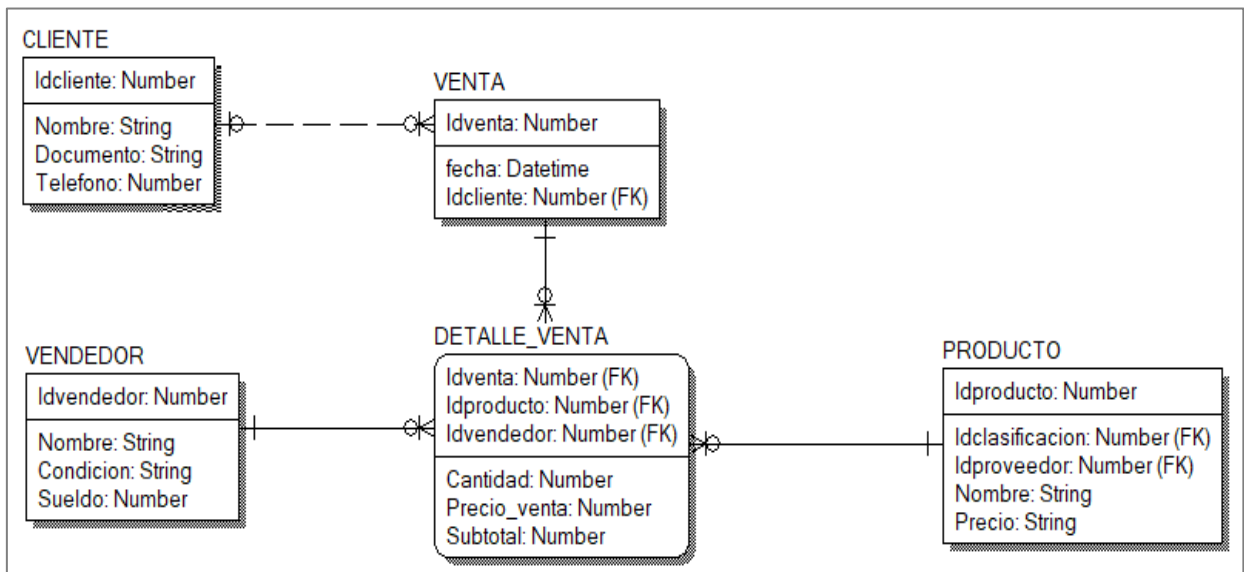 CLIENTE
Idcliente: Number
Nombre: String
Documento: String
Telefono: Number
VENTA
Idventa: Number
fecha: Datetime
Idcliente: Number (FK)
VENDEDOR
Idvendedor: Number
Nombre: String
Condicion: String
Sueldo: Number
DETALLE_VENTA
Idventa: Number (FK)
Idproducto: Number (FK)
Idvendedor: Number (FK)
Cantidad: Number
Precio_venta: Number
Subtotal: Number
PRODUCTO
Idproducto: Number
Idclasificacion: Number (FK)
Idproveedor: Number (FK)
Nombre: String
Precio: String